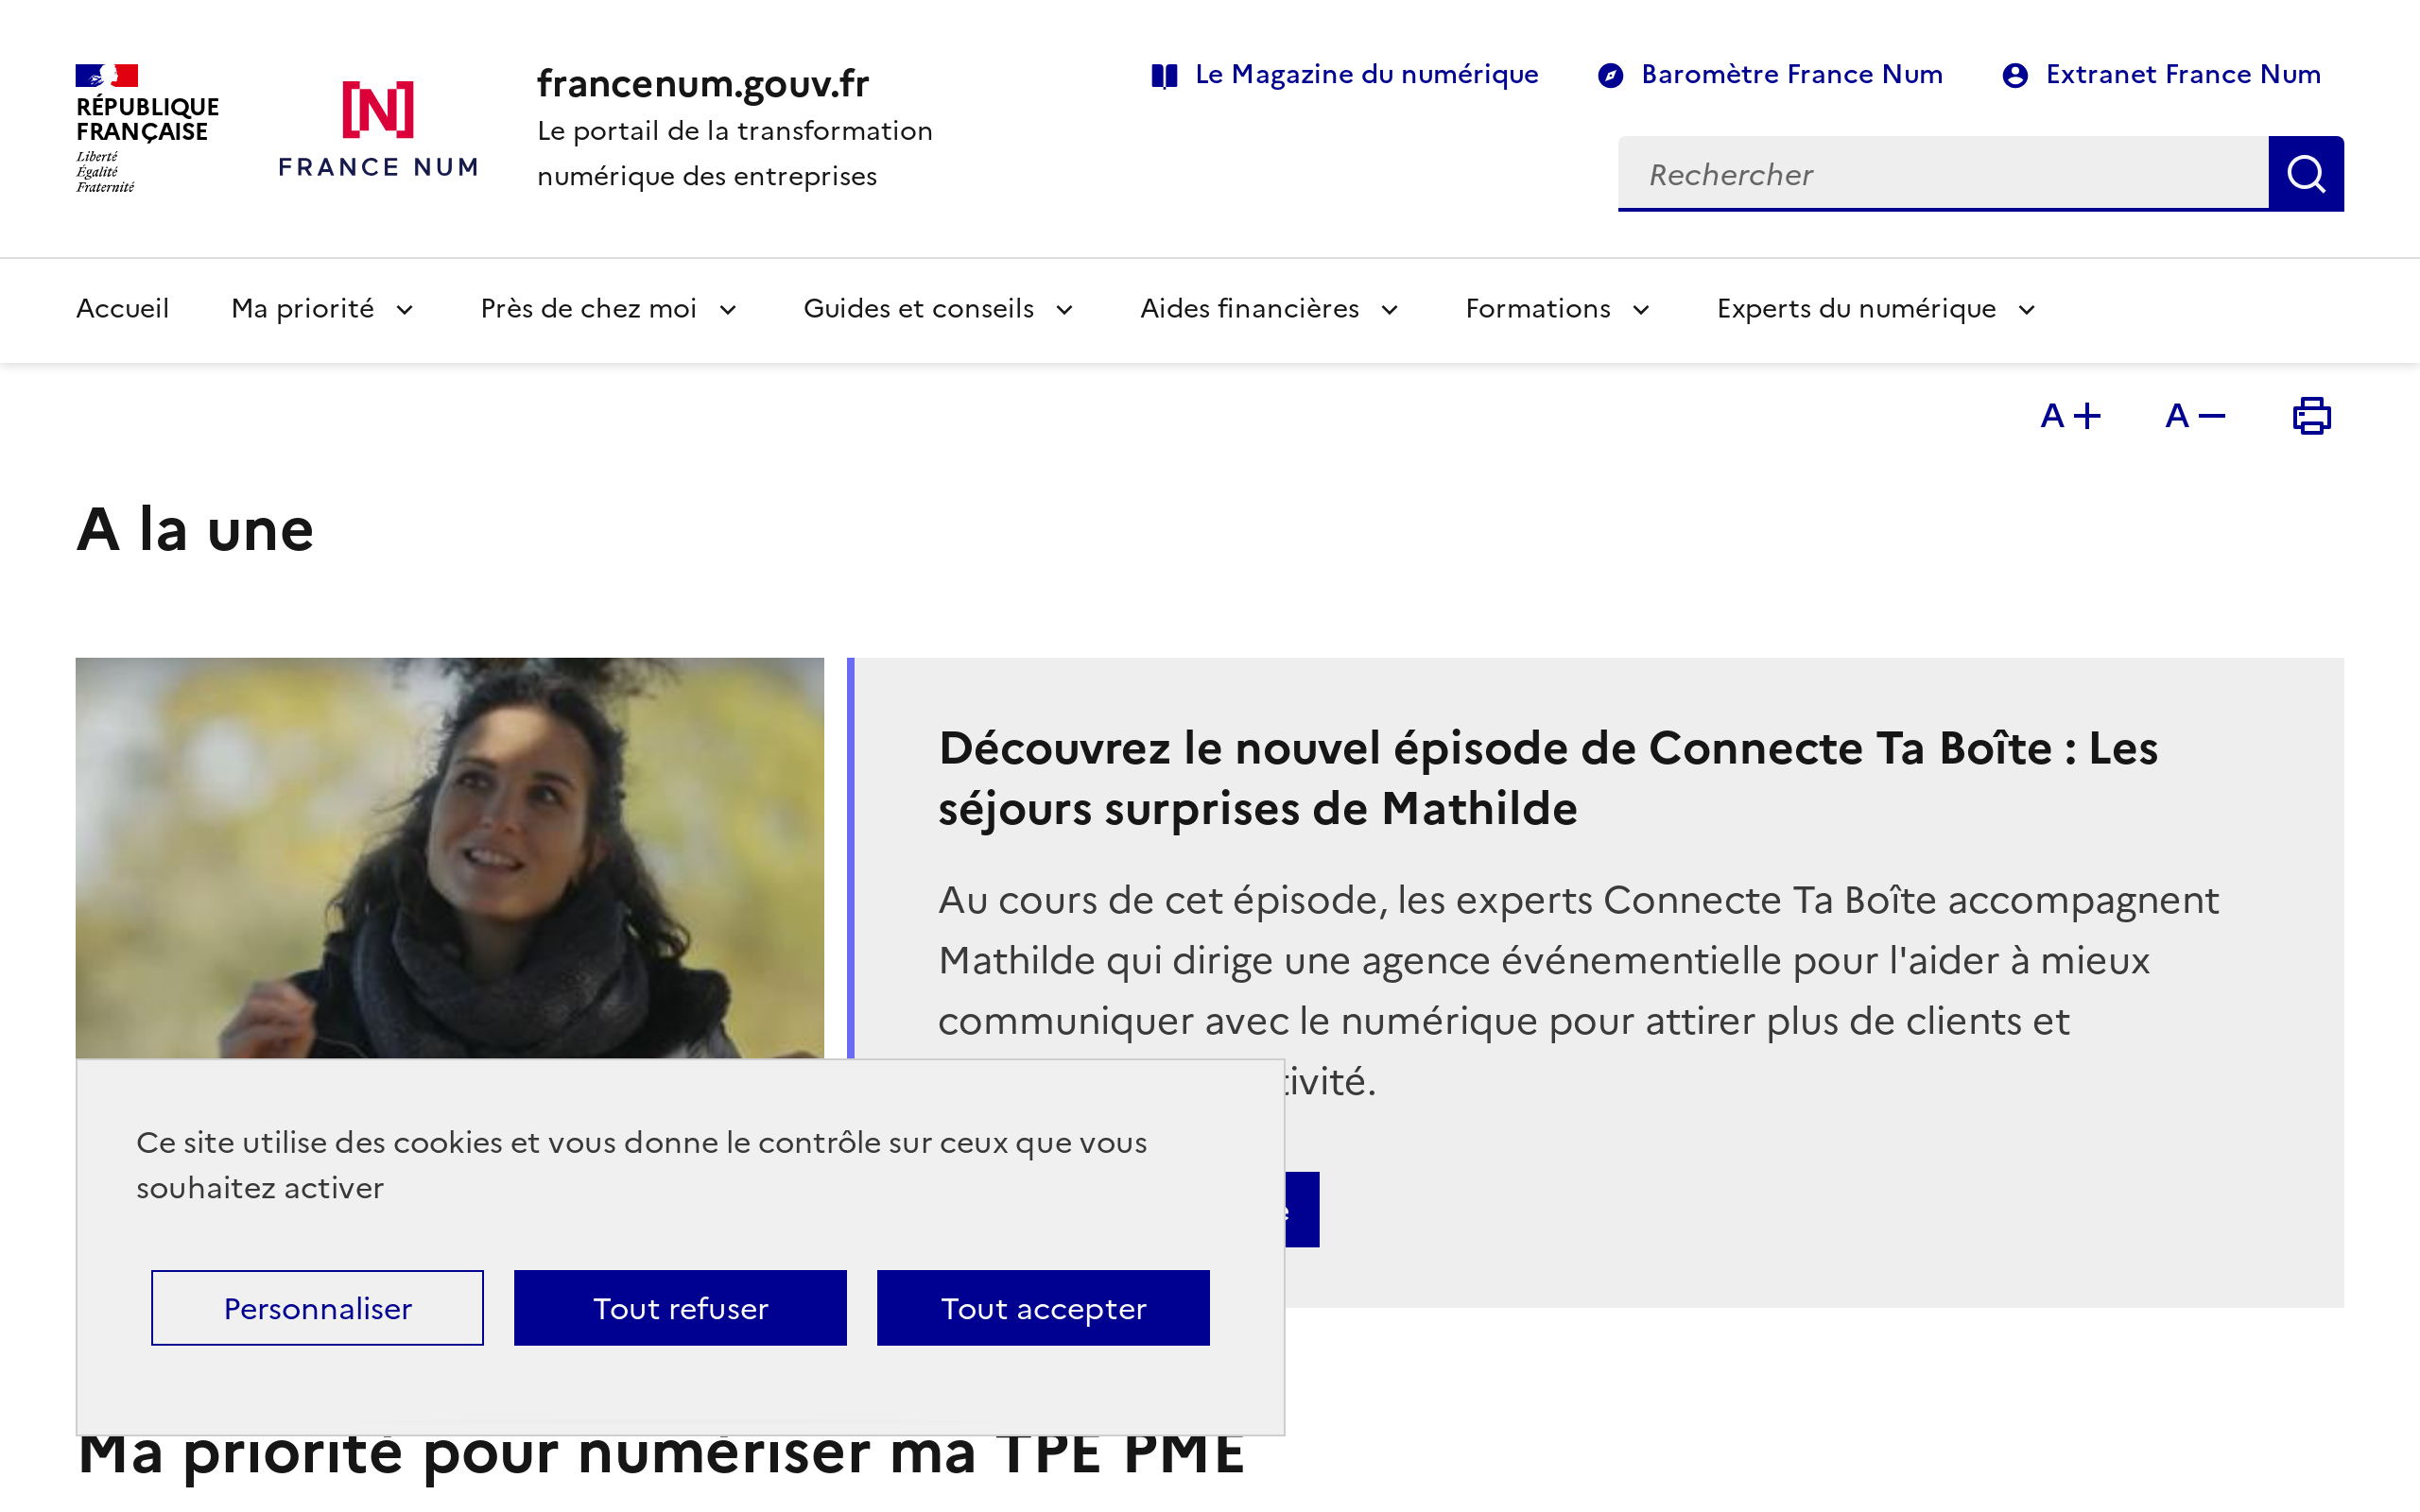 RÉPUBLIQUE
FRANÇAISE
Liberté
Égalité
Fraternité
[N]
FRANCE NUM
francenum.gouv.fr
Le portail de la transformation
numérique des entreprises
Le Magazine du numérique
Baromètre France Num
Extranet France Num
Rechercher
Accueil
Ma priorité
Près de chez moi
Guides et conseils
Aides financières
Formations
Experts du numérique
A +
A −
A la une
Découvrez le nouvel épisode de Connecte Ta Boîte : Les
séjours surprises de Mathilde
Au cours de cet épisode, les experts Connecte Ta Boîte accompagnent
Mathilde qui dirige une agence événementielle pour l'aider à mieux
communiquer avec le numérique pour attirer plus de clients et
Ce site utilise des cookies et vous donne le contrôle sur ceux que vous
souhaitez activer
Personnaliser
Tout refuser
Tout accepter
Ma priorité pour numériser ma TPE PME